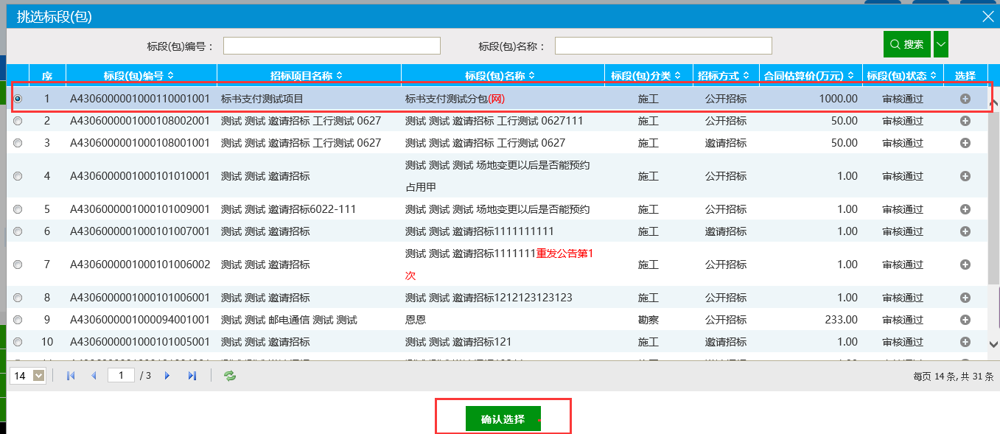 挑选标段(包)
标段(包)编号： 标段(包)名称： 搜索
序 标段(包)编号 招标项目名称 标段(包)名称 标段(包)分类 招标方式 合同估算价(万元) 标段(包)状态 选择
1 A4306000001000110001001 标书支付测试项目 标书支付测试分包(网) 施工 公开招标 1000.00 审核通过
2 A4306000001000108002001 测试 测试 邀请招标 工行测试 0627 测试 测试 邀请招标 工行测试 0627111 施工 公开招标 50.00 审核通过
3 A4306000001000108001001 测试 测试 邀请招标 工行测试 0627 测试 测试 邀请招标 工行测试 0627 施工 邀请招标 50.00 审核通过
4 A4306000001000101010001 测试 测试 邀请招标 测试 测试 测试 场地变更以后是否能预约 施工 公开招标 1.00 审核通过
占用甲
5 A4306000001000101009001 测试 测试 邀请招标6022-111 测试 测试 测试 场地变更以后是否能预约 施工 公开招标 1.00 审核通过
6 A4306000001000101007001 测试 测试 邀请招标 测试 测试 邀请招标1111111111 施工 邀请招标 1.00 审核通过
7 A4306000001000101006002 测试 测试 邀请招标 测试 测试 邀请招标1111111重发公告第1 施工 公开招标 1.00 审核通过
次
8 A4306000001000101006001 测试 测试 邀请招标 测试 测试 邀请招标1212123123123 施工 公开招标 1.00 审核通过
9 A4306000001000094001001 测试 测试 邮电通信 测试 测试 恩恩 勘察 公开招标 233.00 审核通过
10 A4306000001000101005001 测试 测试 邀请招标 测试 测试 邀请招标121 施工 邀请招标 1.00 审核通过
14 1 / 3 每页 14 条, 共 31 条
确认选择